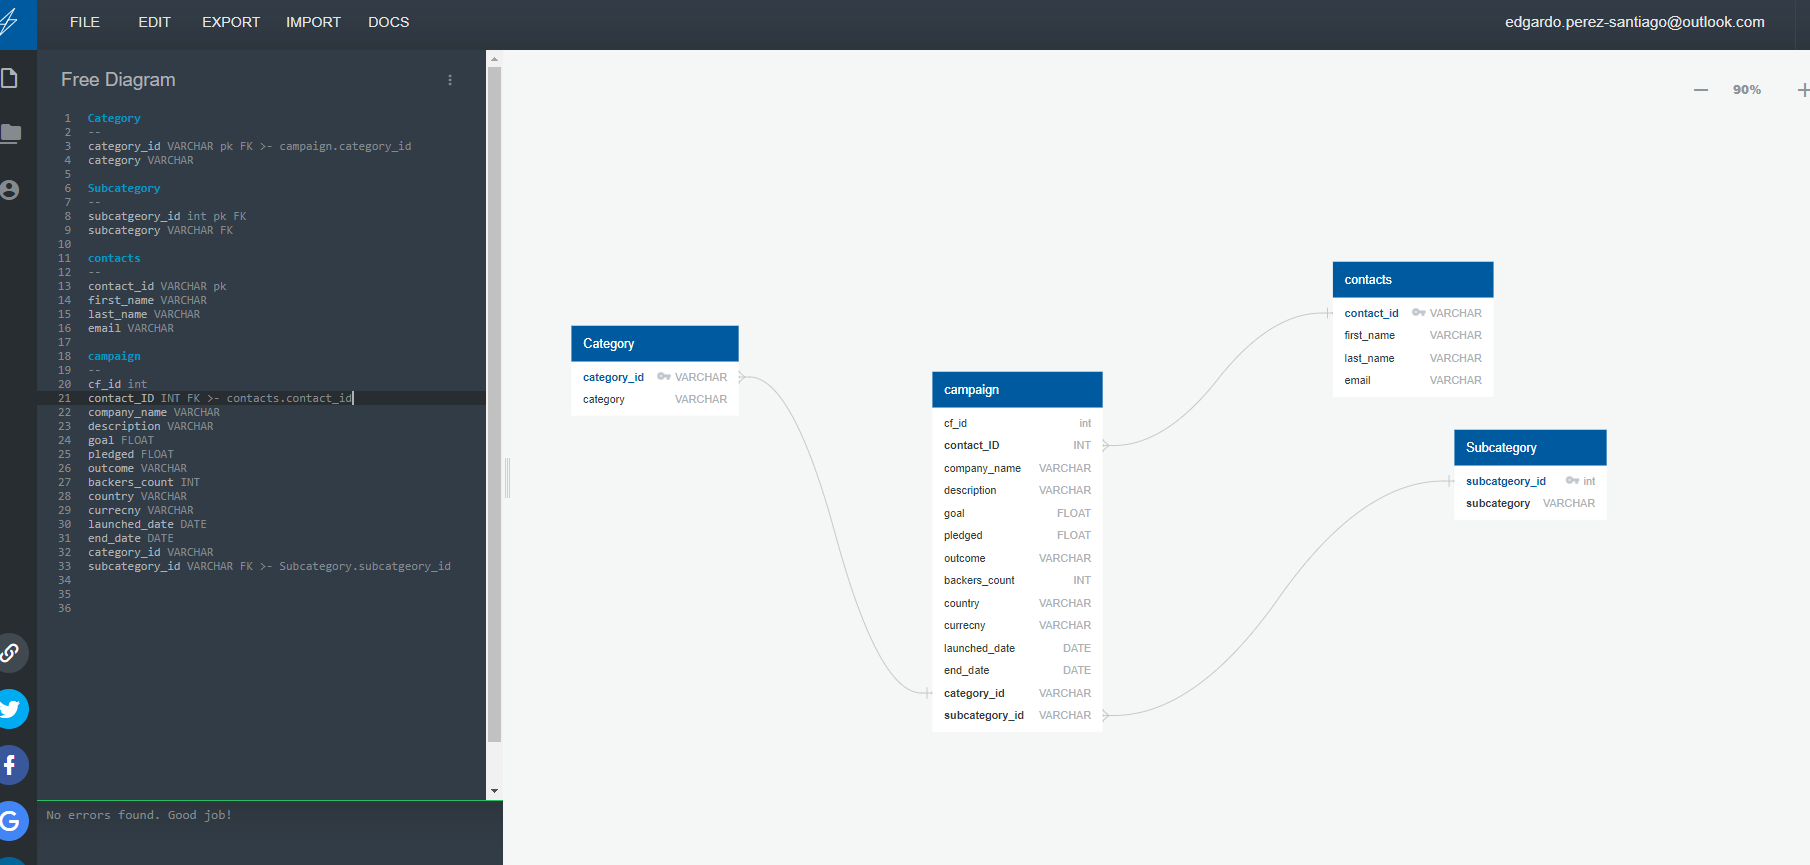 FILE EDIT EXPORT IMPORT DOCS
edgardo.perez-santiago@outlook.com
Free Diagram
1 Category
2 --
3 category_id VARCHAR pk FK >- campaign.category_id
4 category VARCHAR
5
6 Subcategory
7 --
8 subcatgeory_id int pk FK
9 subcategory VARCHAR FK
10
11 contacts
12 --
13 contact_id VARCHAR pk
14 first_name VARCHAR
15 last_name VARCHAR
16 email VARCHAR
17
18 campaign
19 --
20 cf_id int
21 contact_ID INT FK >- contacts.contact_id
22 company_name VARCHAR
23 description VARCHAR
24 goal FLOAT
25 pledged FLOAT
26 outcome VARCHAR
27 backers_count INT
28 country VARCHAR
29 currecny VARCHAR
30 launched_date DATE
31 end_date DATE
32 category_id VARCHAR
33 subcategory_id VARCHAR FK >- Subcategory.subcatgeory_id
34
35
36
No errors found. Good job!
90%
Category
category_id VARCHAR
category VARCHAR
campaign
cf_id int
contact_ID INT
company_name VARCHAR
description VARCHAR
goal FLOAT
pledged FLOAT
outcome VARCHAR
backers_count INT
country VARCHAR
currecny VARCHAR
launched_date DATE
end_date DATE
category_id VARCHAR
subcategory_id VARCHAR
contacts
contact_id VARCHAR
first_name VARCHAR
last_name VARCHAR
email VARCHAR
Subcategory
subcatgeory_id int
subcategory VARCHAR